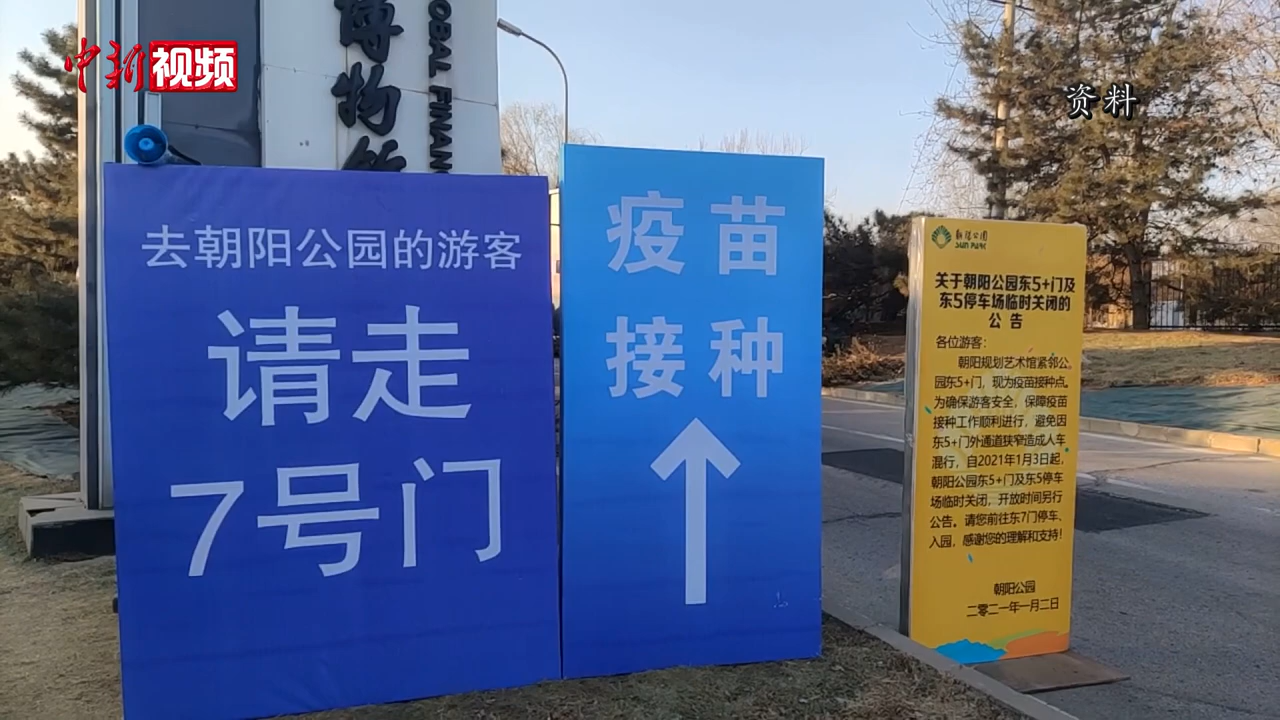 中新视频
资料
博物馆
OBAL FINAN
去朝阳公园的游客
请走
7号门
疫苗
接种
朝阳公园
SUN PARK
关于朝阳公园东5+门及
东5停车场临时关闭的
公告
各位游客：
朝阳规划艺术馆紧邻公
园东5+门，现为疫苗接种点。
为确保游客安全，保障疫苗
接种工作顺利进行，避免因
东5+门外通道狭窄造成人车
混行，自2021年1月3日起，
朝阳公园东5+门及东5停车
场临时关闭，开放时间另行
公告。请您前往东7门停车、
入园，感谢您的理解和支持！
朝阳公园
二零二一年一月二日